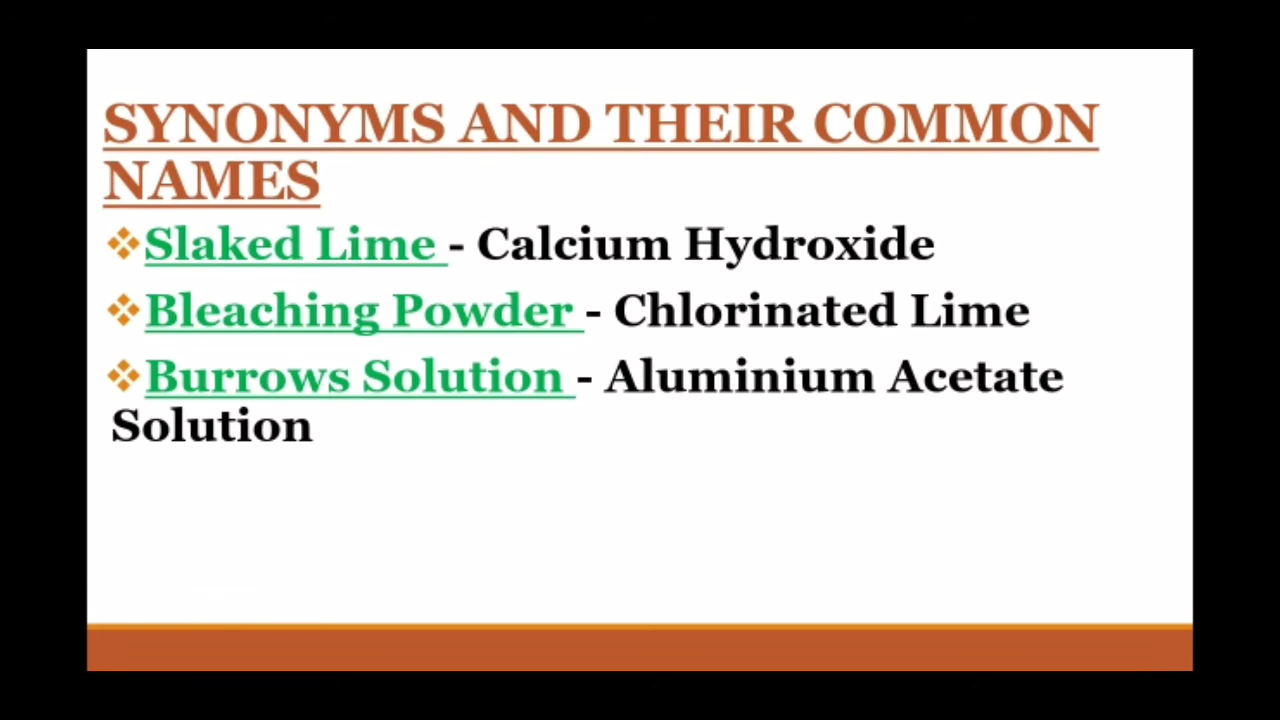 SYNONYMS AND THEIR COMMON
NAMES
❖Slaked Lime - Calcium Hydroxide
❖Bleaching Powder - Chlorinated Lime
❖Burrows Solution - Aluminium Acetate
Solution